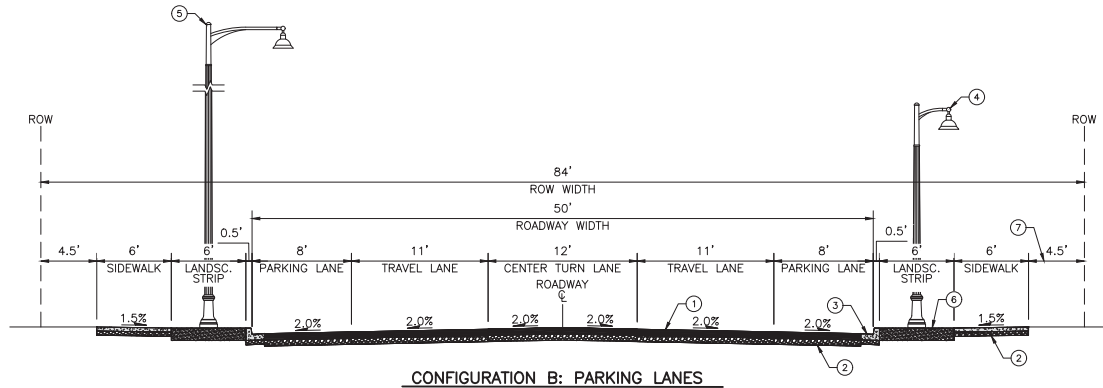 5
4
ROW
ROW
84'
ROW WIDTH
50'
ROADWAY WIDTH
0.5'
0.5'
7
4.5'
6'
6'
8'
11'
12'
11'
8'
6'
6'
4.5'
SIDEWALK
LANDSC.
STRIP
PARKING LANE
TRAVEL LANE
CENTER TURN LANE
TRAVEL LANE
PARKING LANE
LANDSC.
STRIP
SIDEWALK
ROADWAY
℄
1.5%
2.0%
2.0%
2.0%
2.0%
1
2.0%
2.0%
3
6
1.5%
2
2
CONFIGURATION B: PARKING LANES